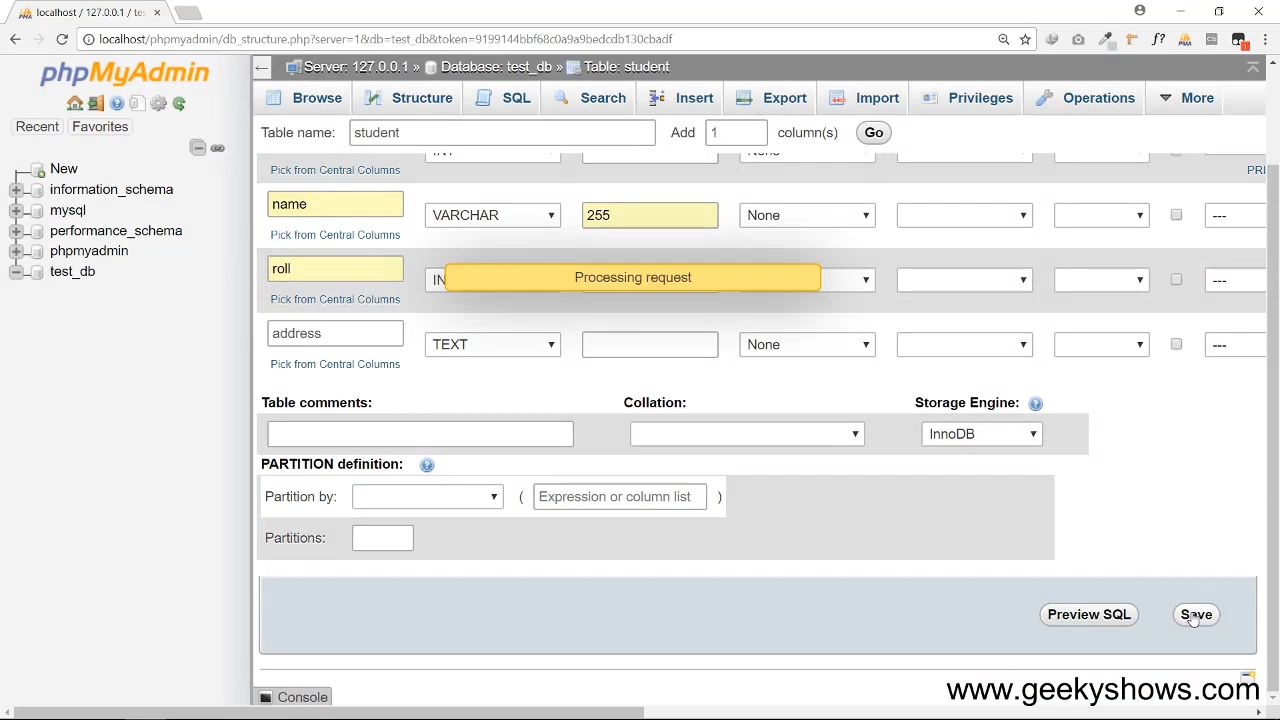 localhost / 127.0.0.1 / tes
localhost/phpmyadmin/db_structure.php?server=1&db=test_db&token=9199144bbf68c0a9a9bedcdb130cbadf
phpMyAdmin
Recent
Favorites
New
information_schema
mysql
performance_schema
phpmyadmin
test_db
Server: 127.0.0.1 » Database: test_db » Table: student
Browse
Structure
SQL
Search
Insert
Export
Import
Privileges
Operations
More
Table name: student Add 1 column(s) Go
INT None
Pick from Central Columns PRI
name VARCHAR 255 None ---
Pick from Central Columns
roll IN ---
Processing request
Pick from Central Columns
address TEXT None ---
Pick from Central Columns
Table comments: Collation: Storage Engine:
InnoDB
PARTITION definition:
Partition by: ( Expression or column list )
Partitions:
Preview SQL Save
Console
www.geekyshows.com